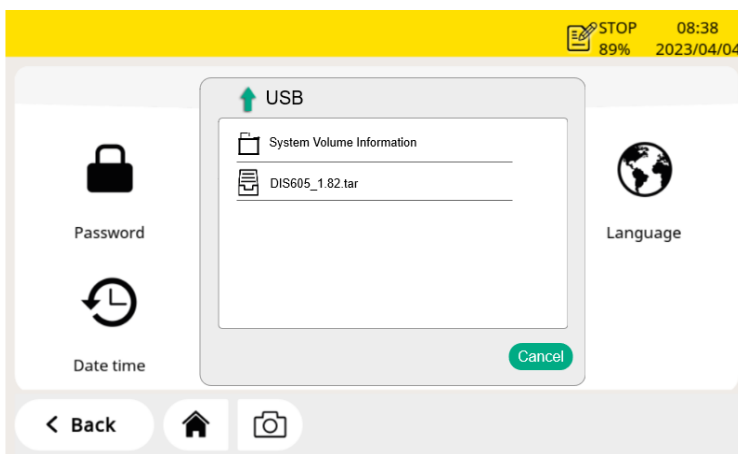 STOP 08:38
89% 2023/04/04
USB
System Volume Information
DIS605_1.82.tar
Password
Language
Date time
Cancel
Back